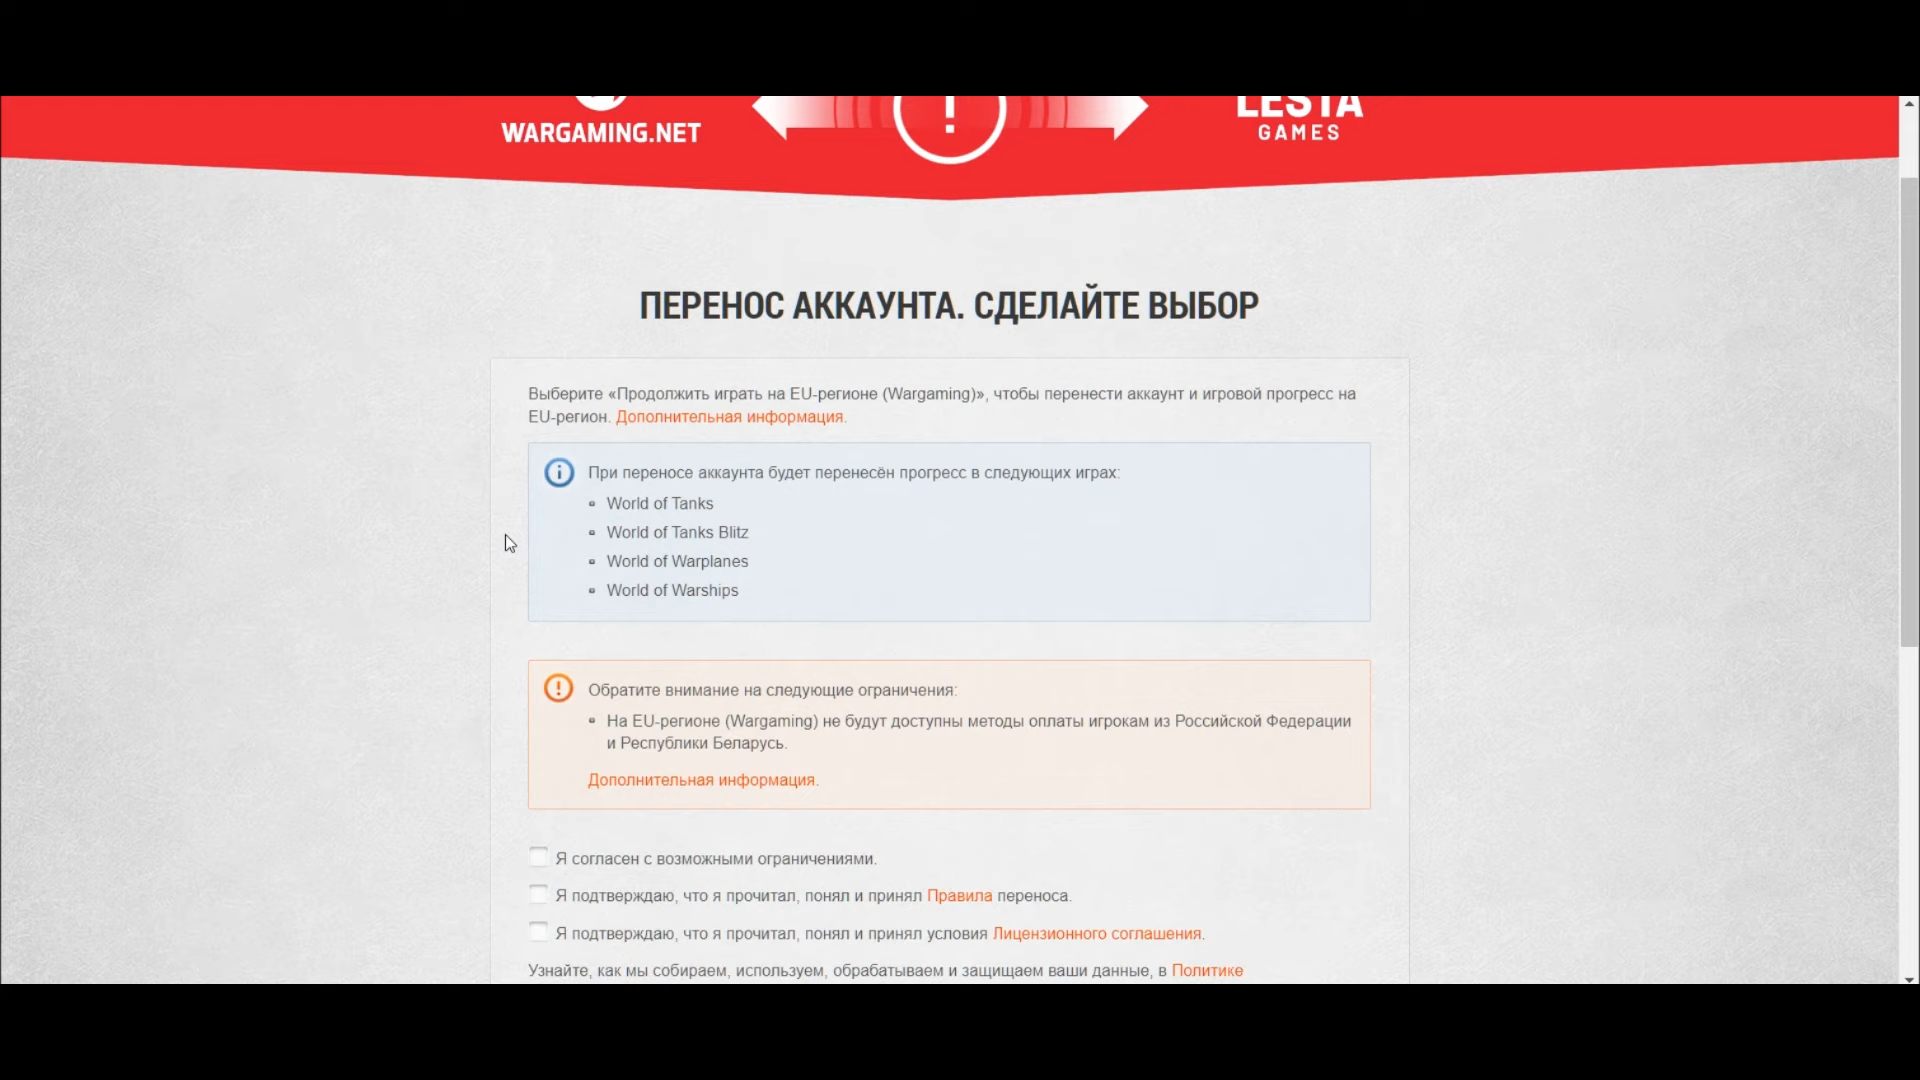 WARGAMING.NET
LESTA
GAMES
ПЕРЕНОС АККАУНТА. СДЕЛАЙТЕ ВЫБОР
Выберите «Продолжить играть на EU-регионе (Wargaming)», чтобы перенести аккаунт и игровой прогресс на
EU-регион. Дополнительная информация.
При переносе аккаунта будет перенесён прогресс в следующих играх:
World of Tanks
World of Tanks Blitz
World of Warplanes
World of Warships
Обратите внимание на следующие ограничения:
На EU-регионе (Wargaming) не будут доступны методы оплаты игрокам из Российской Федерации
и Республики Беларусь.
Дополнительная информация.
Я согласен с возможными ограничениями.
Я подтверждаю, что я прочитал, понял и принял Правила переноса.
Я подтверждаю, что я прочитал, понял и принял условия Лицензионного соглашения.
Узнайте, как мы собираем, используем, обрабатываем и защищаем ваши данные, в Политике